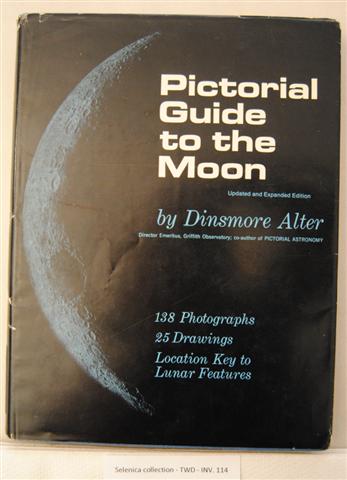 Pictorial
Guide
to the
Moon
Updated and Expanded Edition
by Dinsmore Alter
Director Emeritus, Griffith Observatory; co-author of PICTORIAL ASTRONOMY
138 Photographs
25 Drawings
Location Key to
Lunar Features
Selenica collection - TWD - INV. 114